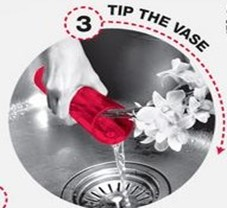 3
TIP THE VASE